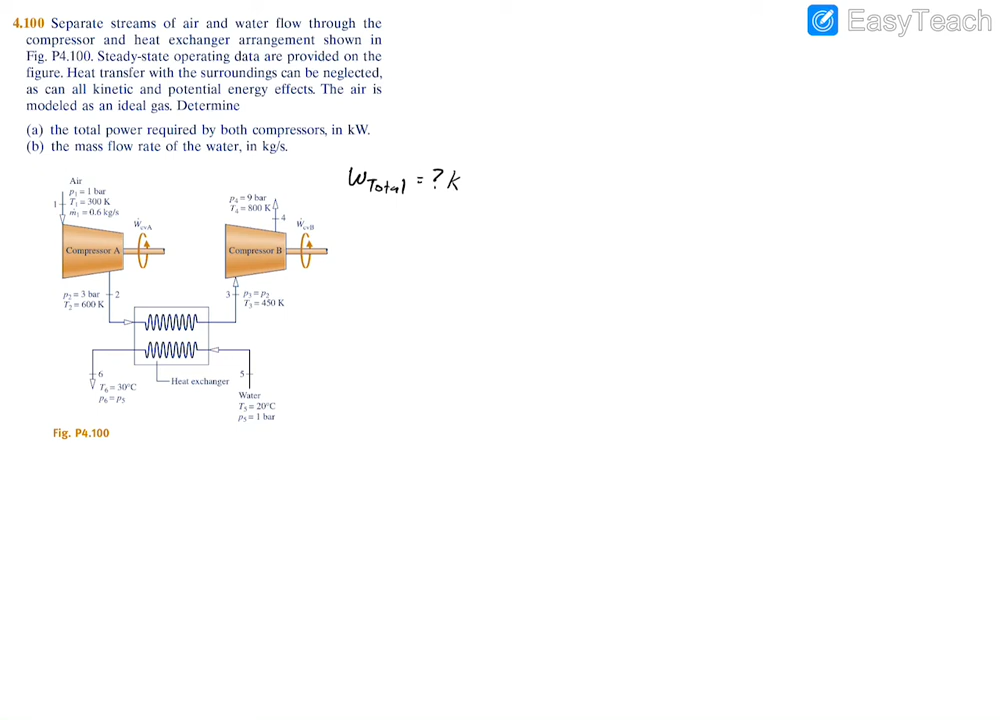 EasyTeach
4.100 Separate streams of air and water flow through the
compressor and heat exchanger arrangement shown in
Fig. P4.100. Steady-state operating data are provided on the
figure. Heat transfer with the surroundings can be neglected,
as can all kinetic and potential energy effects. The air is
modeled as an ideal gas. Determine
(a) the total power required by both compressors, in kW.
(b) the mass flow rate of the water, in kg/s.
W_Total = ? k
Air
p₁ = 1 bar
T₁ = 300 K
ṁ₁ = 0.6 kg/s
1
Ẇ_cvA
Compressor A
p₂ = 3 bar
T₂ = 600 K
2
p₄ = 9 bar
T₄ = 800 K
4
Ẇ_cvB
Compressor B
3
p₃ = p₂
T₃ = 450 K
6
T₆ = 30°C
p₆ = p₅
Heat exchanger
5
Water
T₅ = 20°C
p₅ = 1 bar
Fig. P4.100